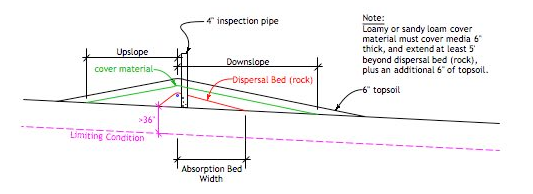 4" inspection pipe
Note:
Loamy or sandy loam cover
material must cover media 6"
thick, and extend at least 5'
beyond dispersal bed (rock),
plus an additional 6" of topsoil.
Upslope
Downslope
cover material
Dispersal Bed (rock)
6" topsoil
>36"
Limiting Condition
Absorption Bed
Width